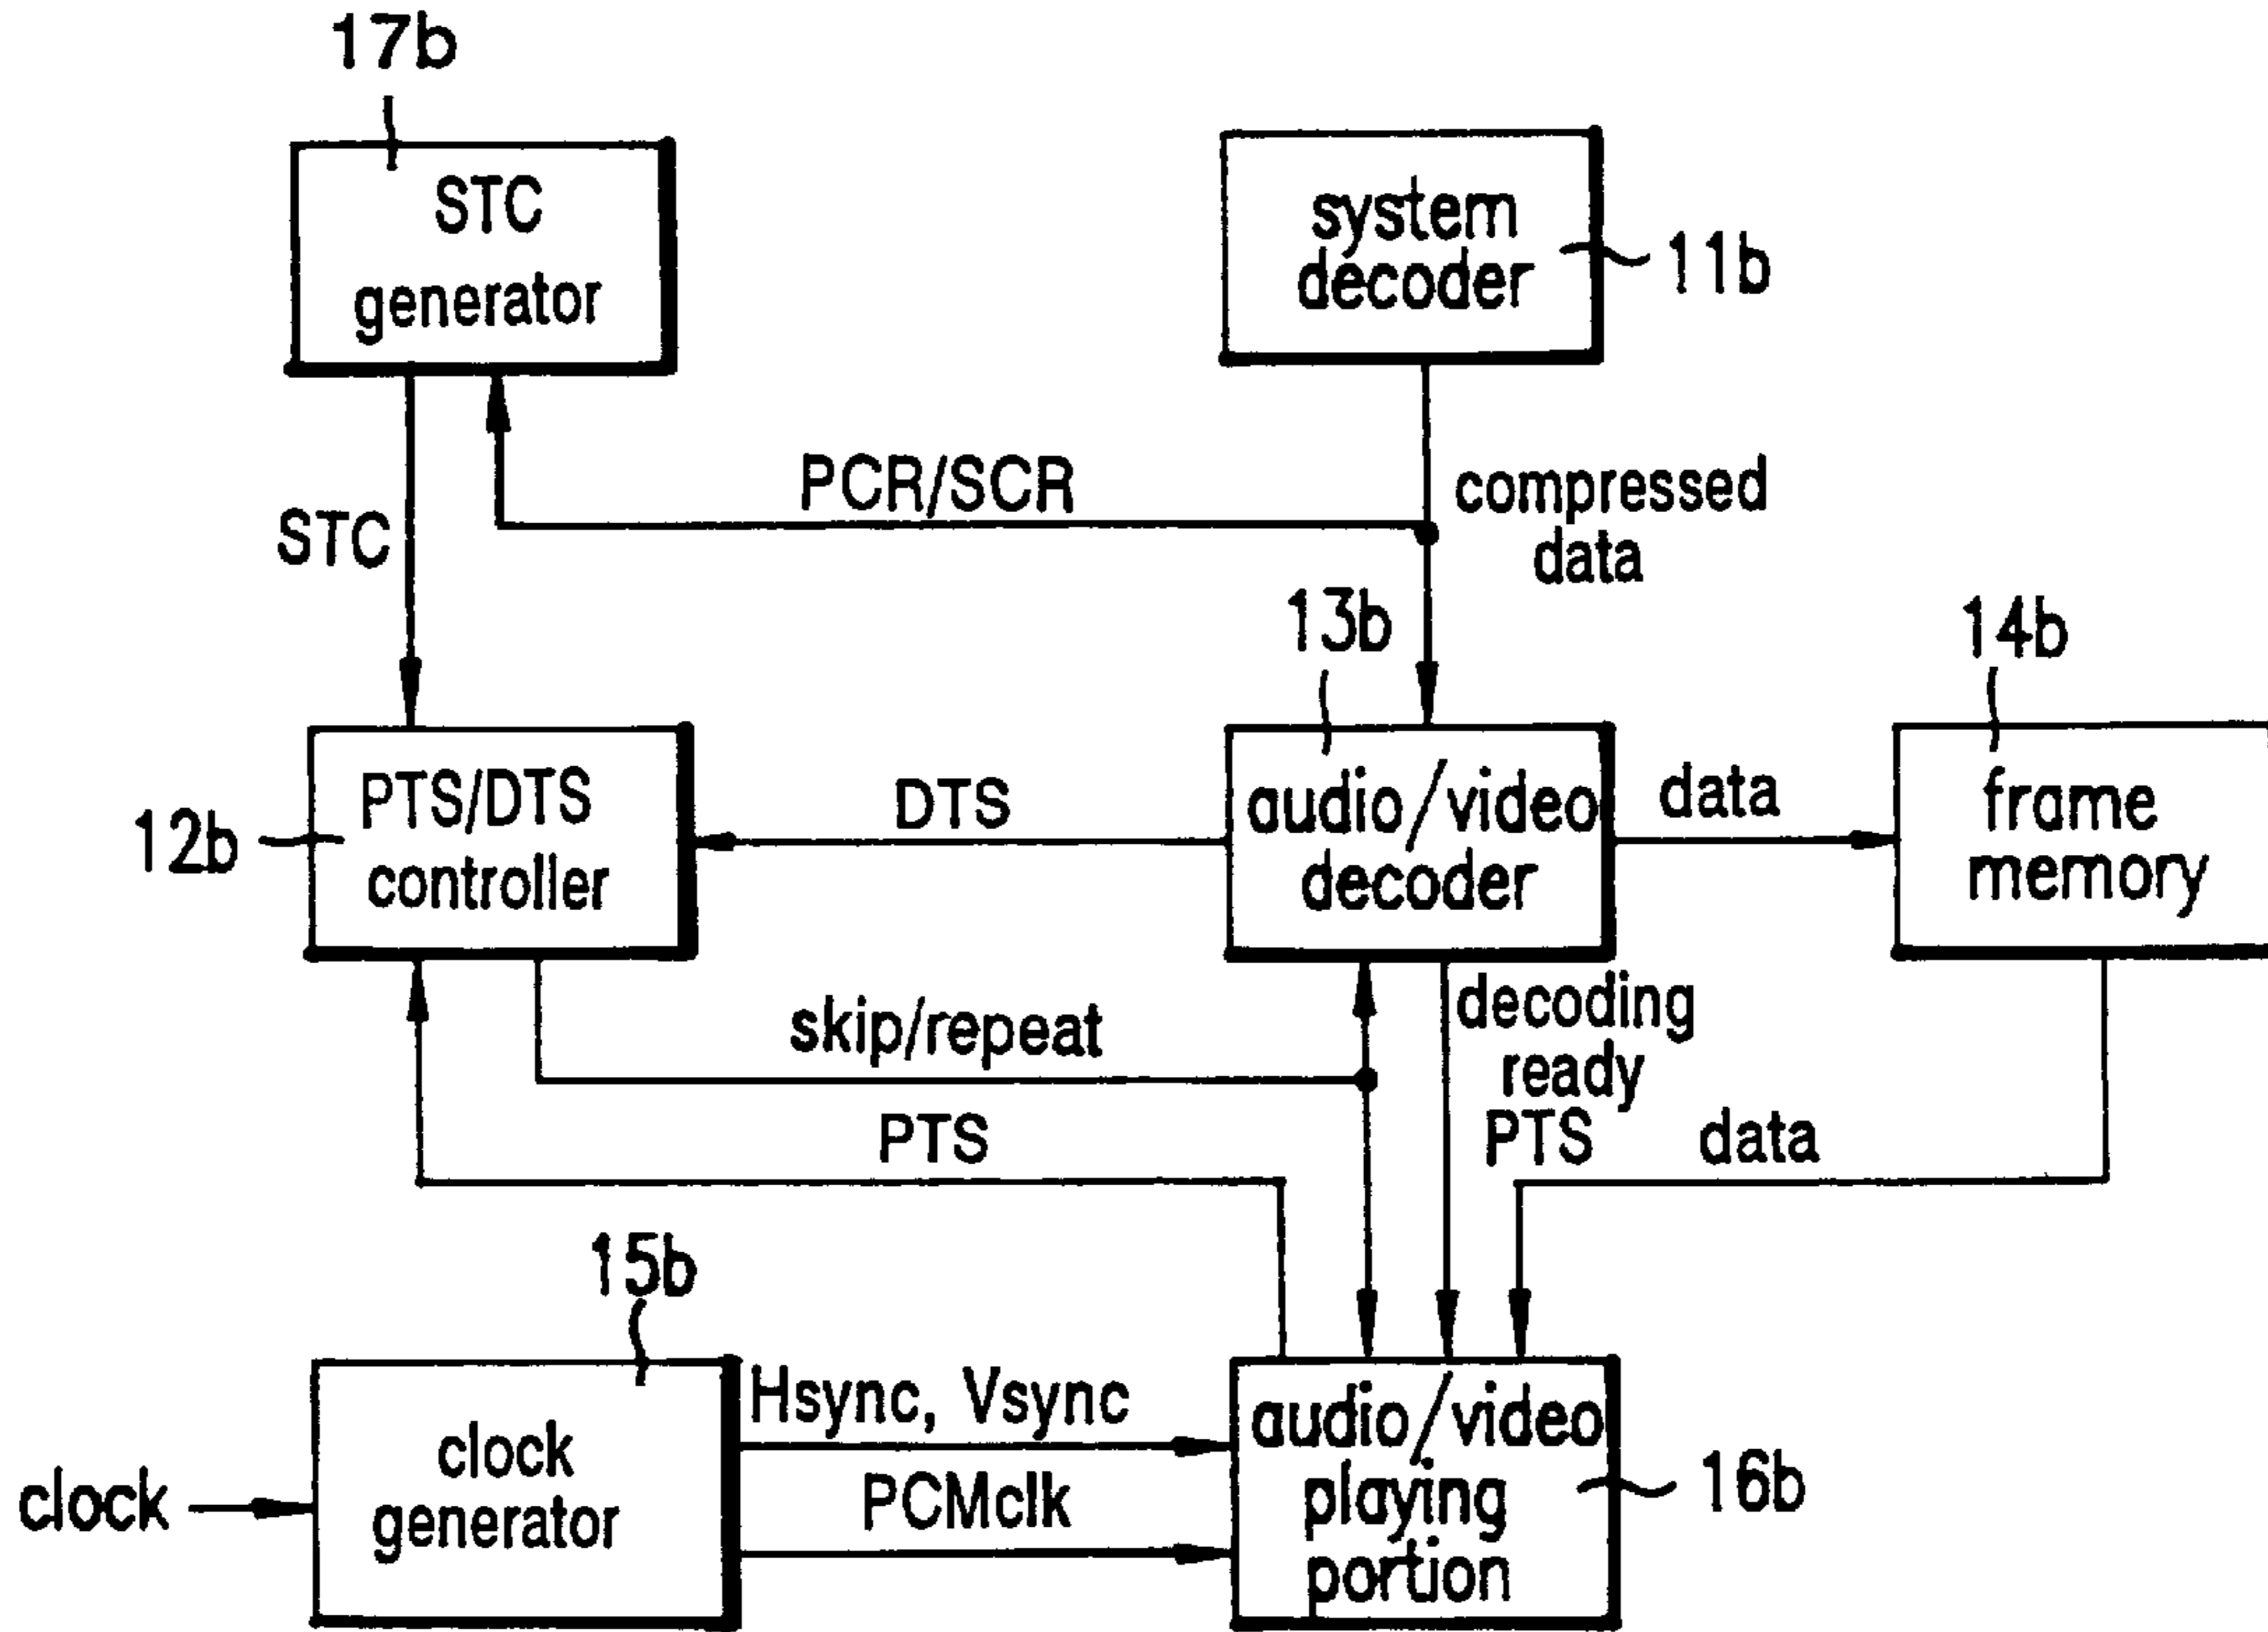 17b
STC
generator
system
decoder
11b
PCR/SCR
compressed
data
STC
13b
14b
12b
PTS/DTS
controller
DTS
audio/video
decoder
data
frame
memory
skip/repeat
decoding
ready
PTS
PTS
data
15b
clock
clock
generator
Hsync, Vsync
PCMclk
audio/video
playing
portion
16b